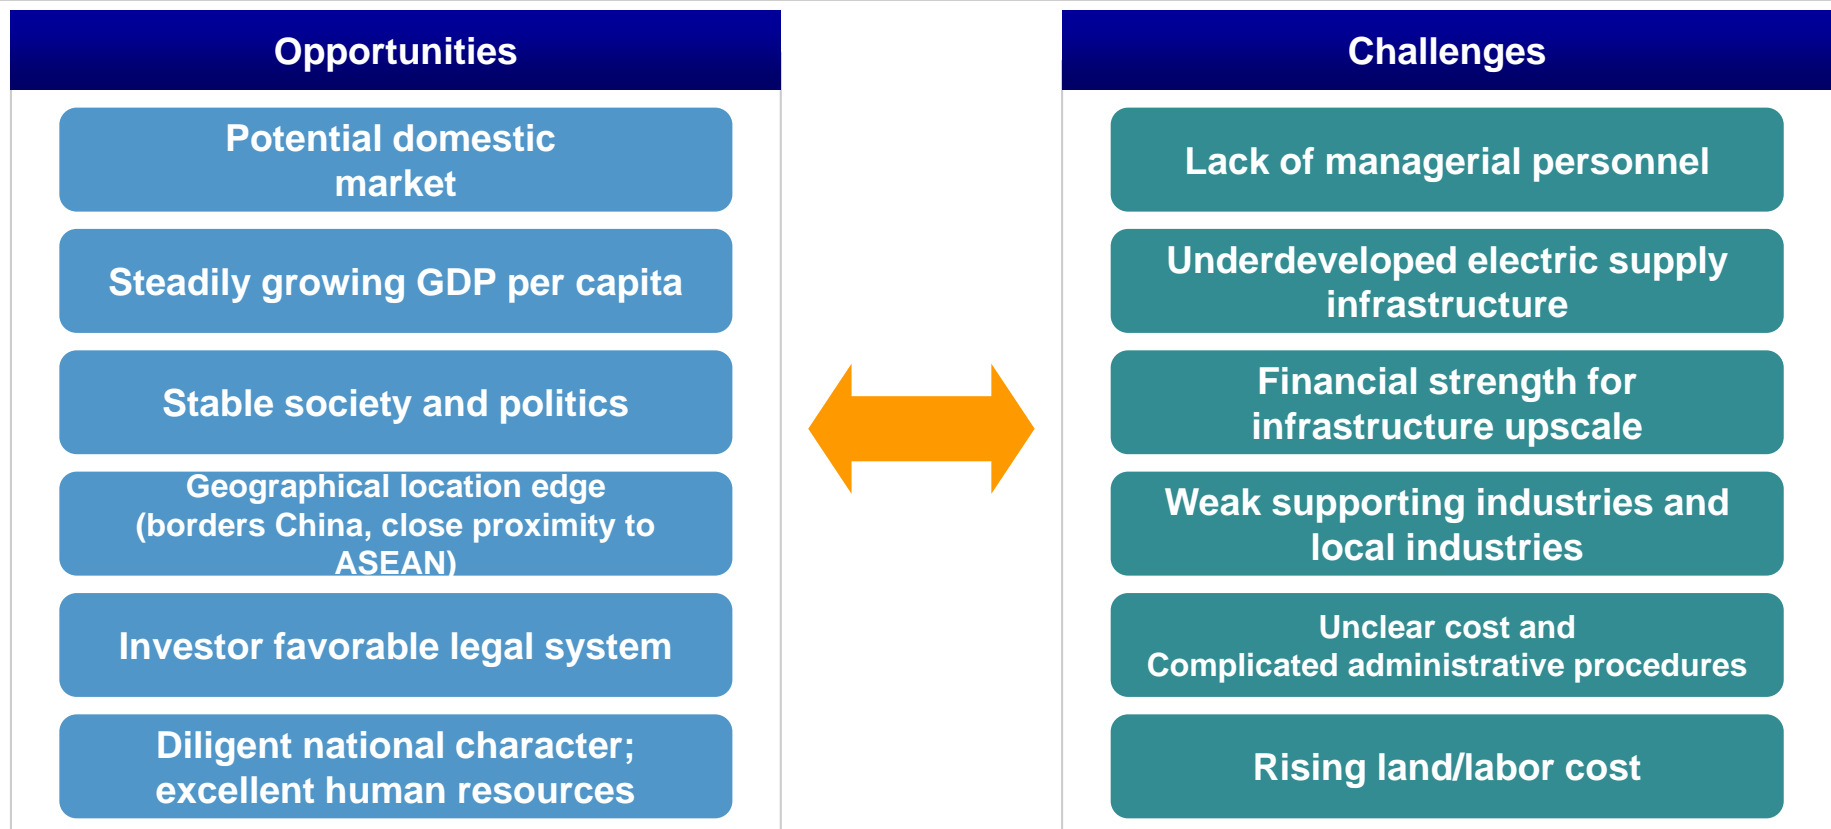 Opportunities
Potential domestic
market
Steadily growing GDP per capita
Stable society and politics
Geographical location edge
(borders China, close proximity to
ASEAN)
Investor favorable legal system
Diligent national character;
excellent human resources
Challenges
Lack of managerial personnel
Underdeveloped electric supply
infrastructure
Financial strength for
infrastructure upscale
Weak supporting industries and
local industries
Unclear cost and
Complicated administrative procedures
Rising land/labor cost